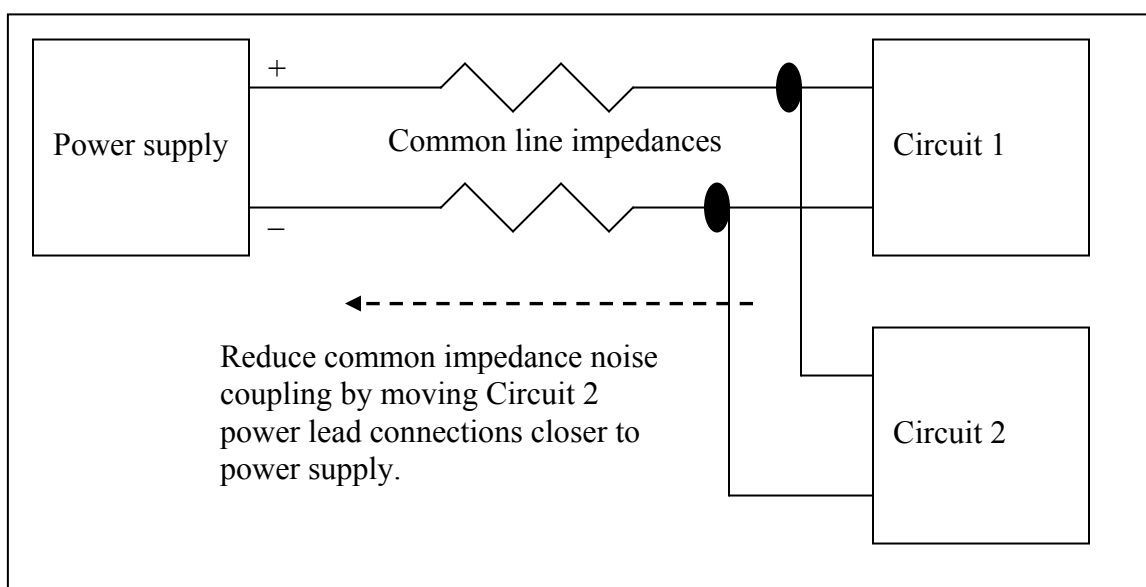 +
Power supply
Common line impedances
Circuit 1
–
Reduce common impedance noise
coupling by moving Circuit 2
power lead connections closer to
power supply.
Circuit 2